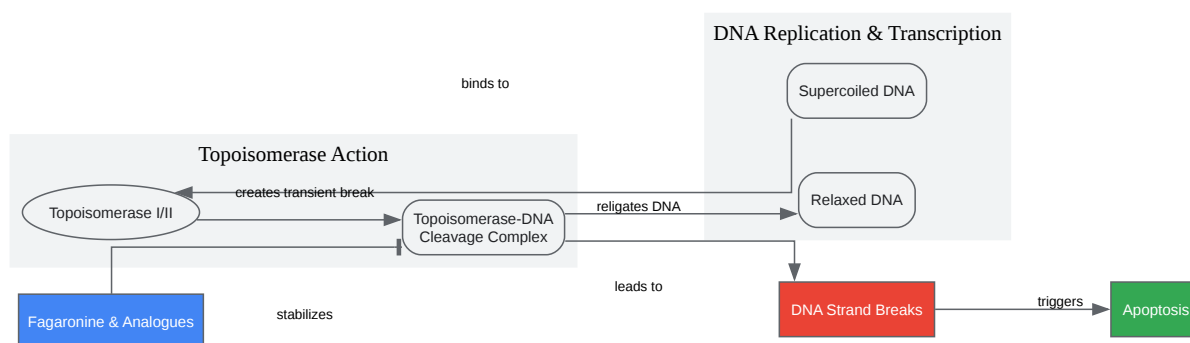 DNA Replication & Transcription
binds to
Supercoiled DNA
Topoisomerase Action
creates transient break
Topoisomerase I/II
Topoisomerase-DNA
Cleavage Complex
religates DNA
Relaxed DNA
leads to
stabilizes
Fagaronine & Analogues
DNA Strand Breaks
triggers
Apoptosis